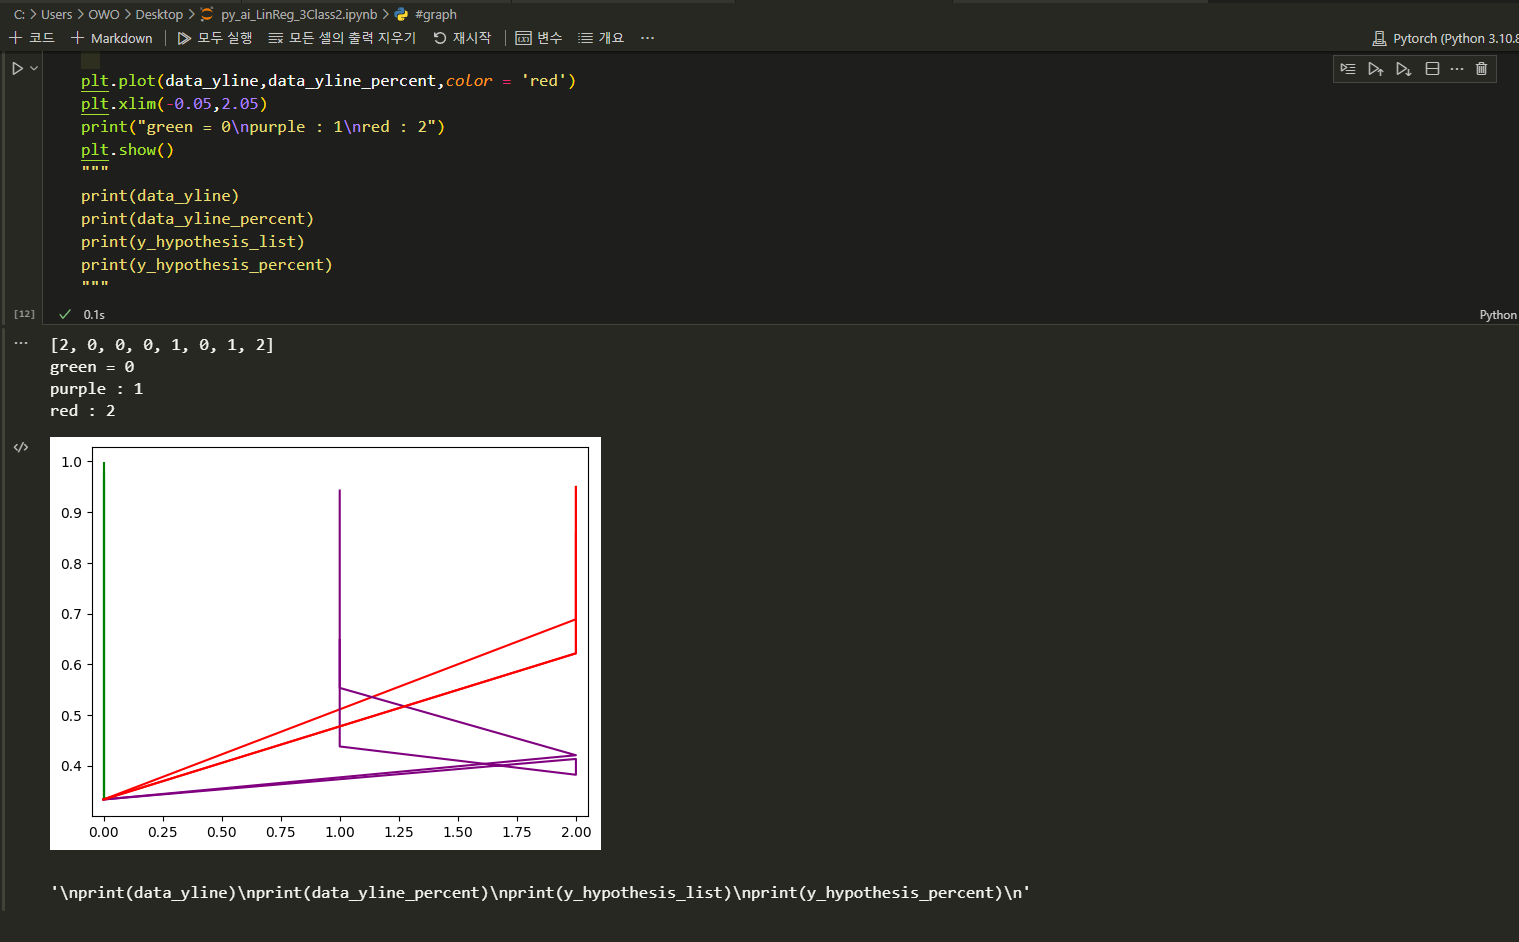 C: > Users > OWO > Desktop > py_ai_LinReg_3Class2.ipynb > #graph
+ 코드 + Markdown 모두 실행 모든 셀의 출력 지우기 재시작 변수 개요 ... Pytorch (Python 3.10.8
plt.plot(data_yline,data_yline_percent,color = 'red')
plt.xlim(-0.05,2.05)
print("green = 0\npurple : 1\nred : 2")
plt.show()
"""
print(data_yline)
print(data_yline_percent)
print(y_hypothesis_list)
print(y_hypothesis_percent)
"""
[12] 0.1s Python
[2, 0, 0, 0, 1, 0, 1, 2]
green = 0
purple : 1
red : 2
1.0
0.9
0.8
0.7
0.6
0.5
0.4
0.00 0.25 0.50 0.75 1.00 1.25 1.50 1.75 2.00
'\nprint(data_yline)\nprint(data_yline_percent)\nprint(y_hypothesis_list)\nprint(y_hypothesis_percent)\n'